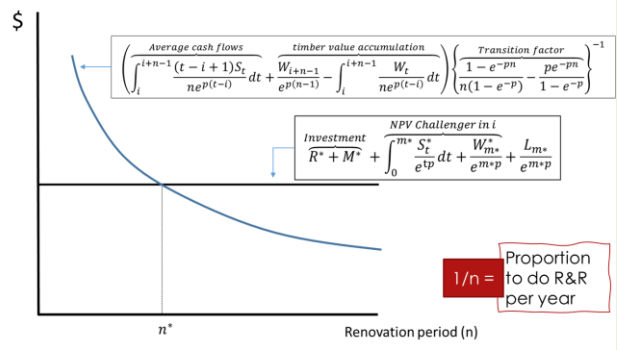 $
Average cash flows timber value accumulation Transition factor
( ∫_i^{i+n−1} (t − i + 1)S_t / ne^{p(t−i)} dt + W_{i+n−1} / e^{p(n−1)} − ∫_i^{i+n−1} W_t / ne^{p(t−i)} dt ) { 1 − e^{−pn} / n(1 − e^{−p}) − pe^{−pn} / 1 − e^{−p} }^{−1}
Investment NPV Challenger in i
R* + M* + ∫_0^{m*} S_t^* / e^{tp} dt + W_{m*}^* / e^{m*p} + L_{m*} / e^{m*p}
1/n =
Proportion
to do R&R
per year
n*
Renovation period (n)